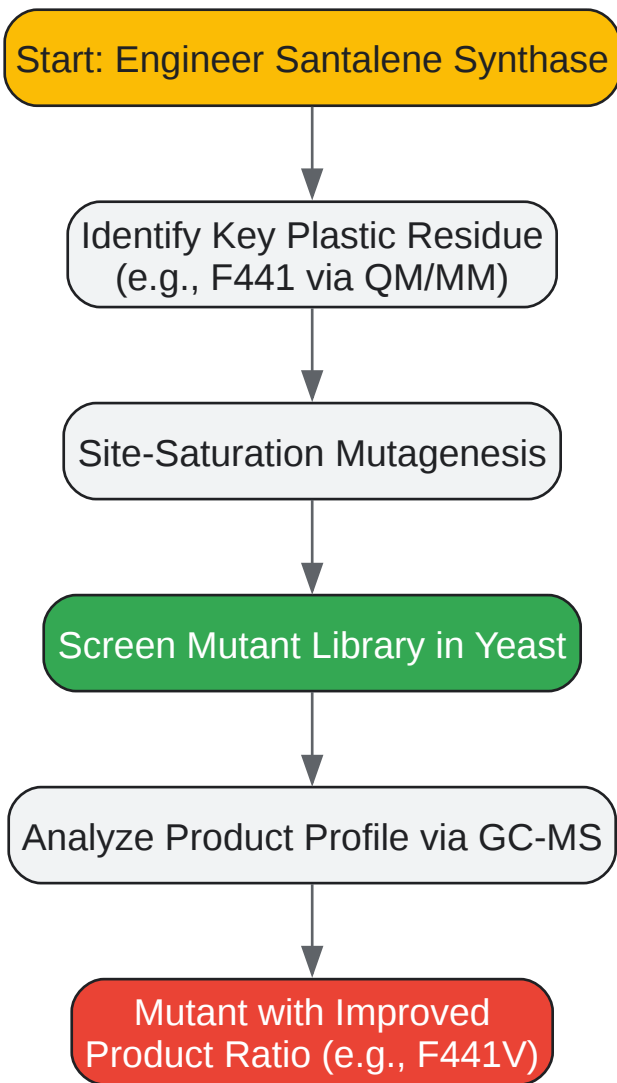 Start: Engineer Santalene Synthase
Identify Key Plastic Residue
(e.g., F441 via QM/MM)
Site-Saturation Mutagenesis
Screen Mutant Library in Yeast
Analyze Product Profile via GC-MS
Mutant with Improved
Product Ratio (e.g., F441V)